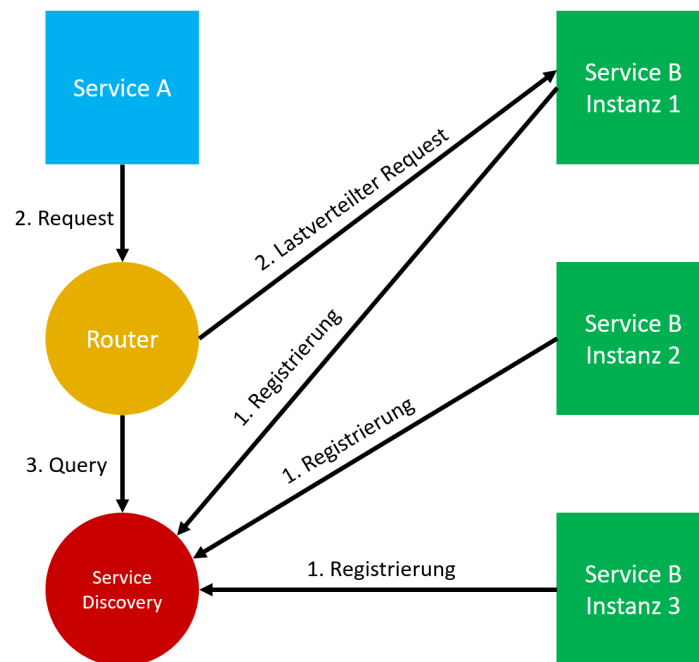 Service A
Service B
Instanz 1
2. Request
2. Lastverteilter Request
Router
1. Registrierung
Service B
Instanz 2
1. Registrierung
3. Query
Service
Discovery
1. Registrierung
Service B
Instanz 3